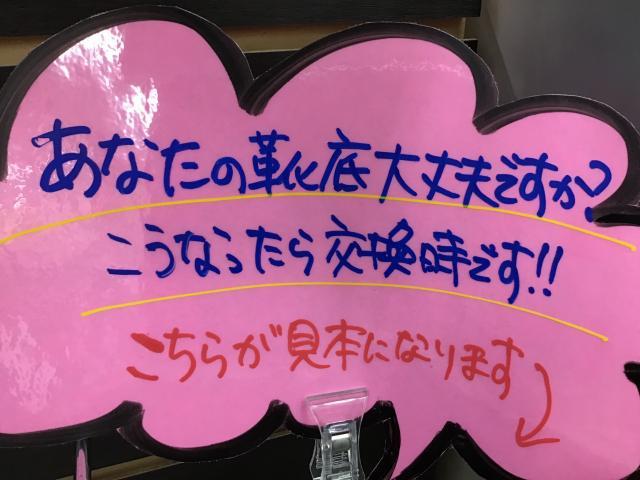 あなたの靴底大丈夫ですか?
こうなったら交換時です!!
こちらが見本になります